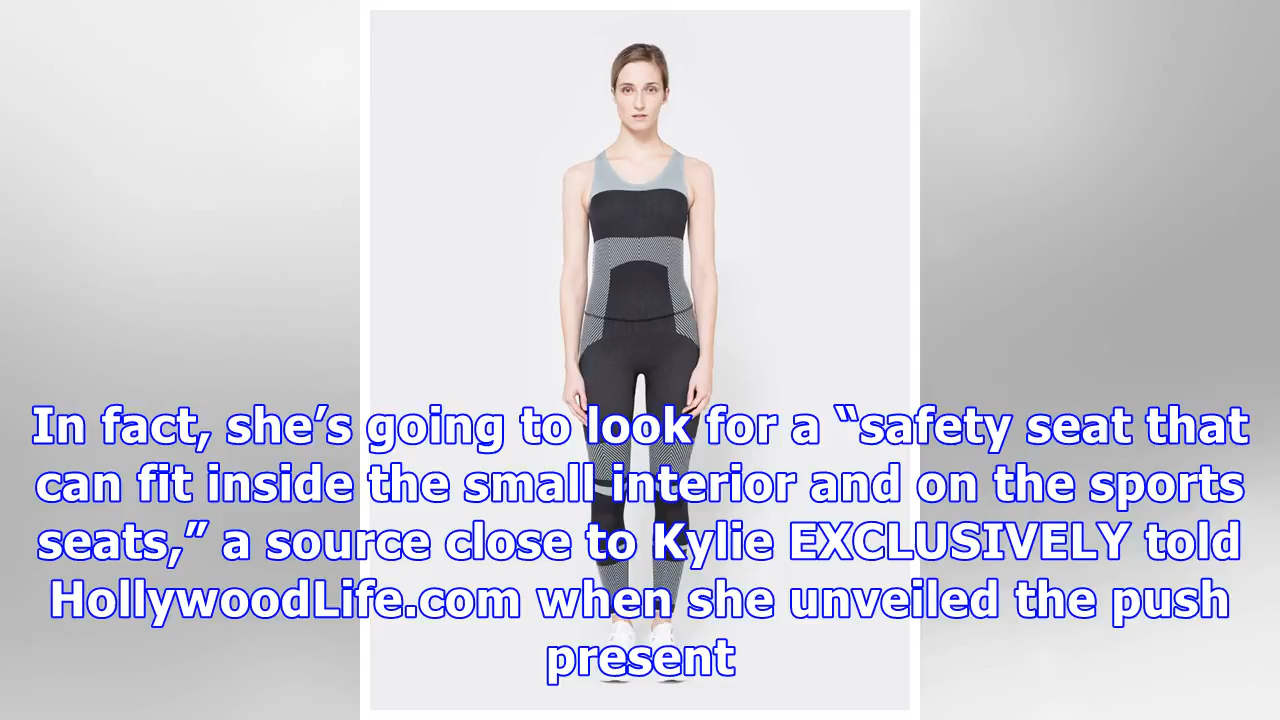 In fact, she’s going to look for a “safety seat that
can fit inside the small interior and on the sports
seats,” a source close to Kylie EXCLUSIVELY told
HollywoodLife.com when she unveiled the push
present